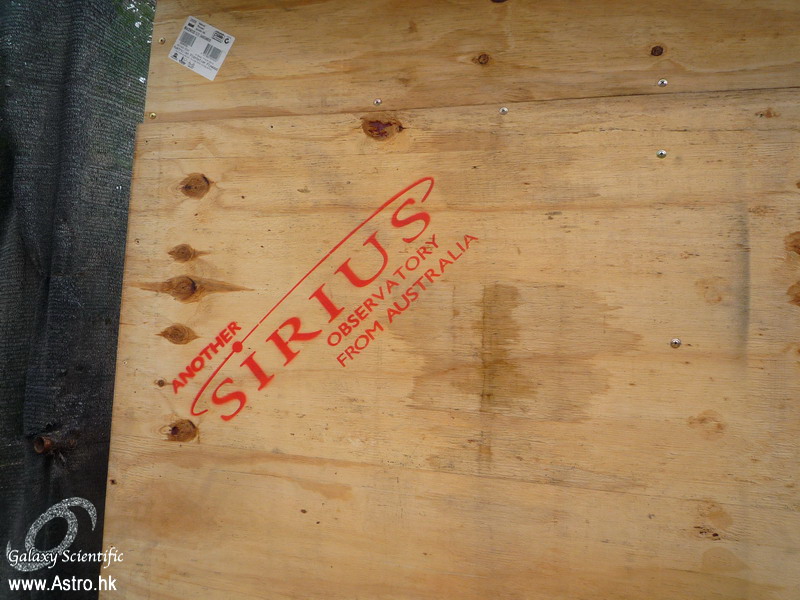 ANOTHER
SIRIUS
OBSERVATORY
FROM AUSTRALIA
Galaxy Scientific
www.Astro.hk